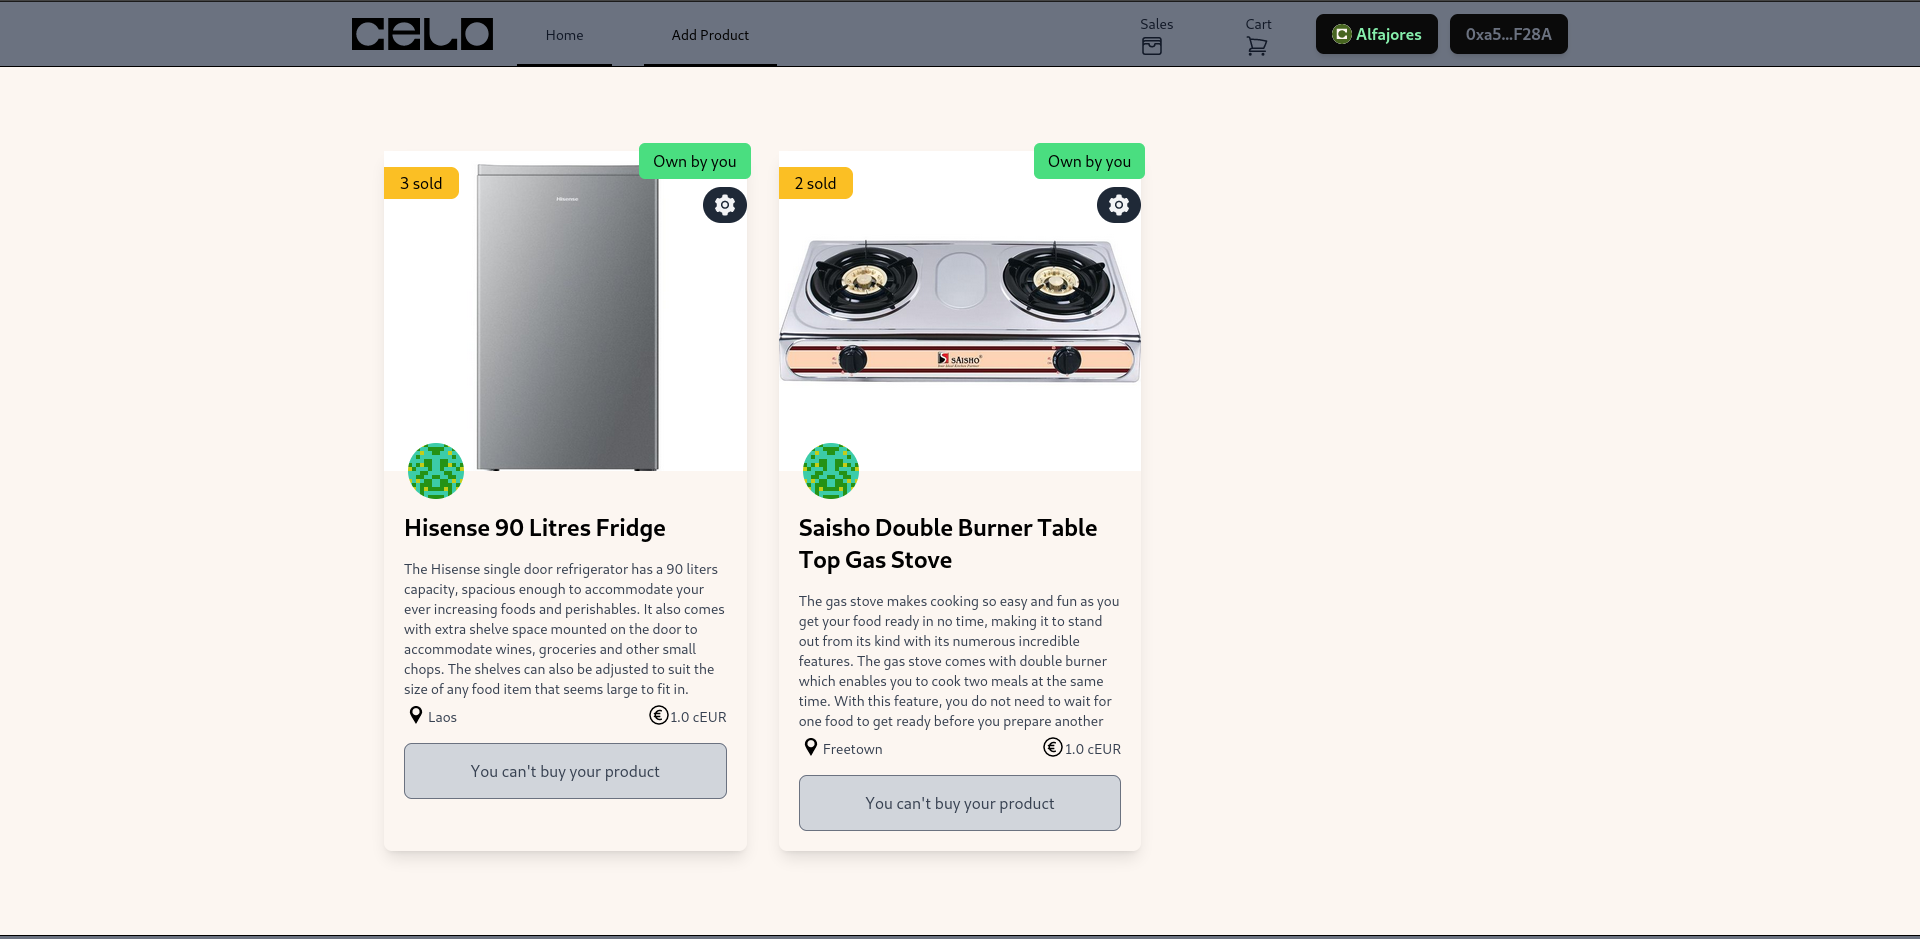 CELO
Home
Add Product
Sales
Cart
Alfajores
0xa5...F28A
3 sold
Own by you
Hisense
Hisense 90 Litres Fridge
The Hisense single door refrigerator has a 90 liters
capacity, spacious enough to accommodate your
ever increasing foods and perishables. It also comes
with extra shelve space mounted on the door to
accommodate wines, groceries and other small
chops. The shelves can also be adjusted to suit the
size of any food item that seems large to fit in.
Laos
1.0 cEUR
You can't buy your product
2 sold
Own by you
SAISHO
Saisho Double Burner Table
Top Gas Stove
The gas stove makes cooking so easy and fun as you
get your food ready in no time, making it to stand
out from its kind with its numerous incredible
features. The gas stove comes with double burner
which enables you to cook two meals at the same
time. With this feature, you do not need to wait for
one food to get ready before you prepare another
Freetown
1.0 cEUR
You can't buy your product